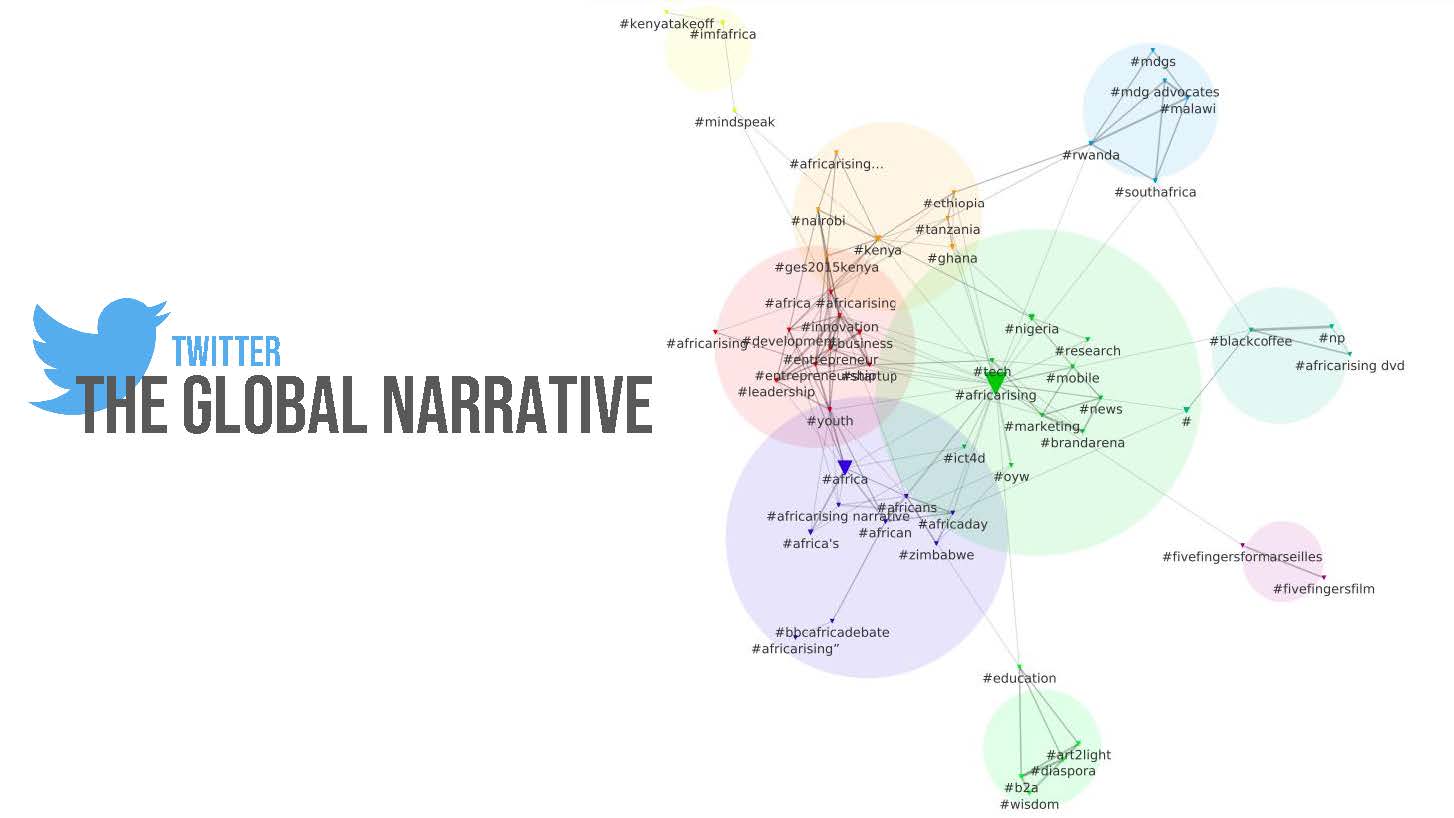 TWITTER
THE GLOBAL NARRATIVE
#kenyatakeoff
#imfafrica
#mindspeak
#mdgs
#mdg advocates
#malawi
#rwanda
#southafrica
#africarising...
#nairobi
#ethiopia
#tanzania
#kenya
#ghana
#ges2015kenya
#africa
#africarising
#innovation
#africarising
#development
#business
#entrepreneur
#entrepreneurship
#startup
#leadership
#youth
#nigeria
#research
#tech
#mobile
#africarising
#news
#marketing
#brandarena
#ict4d
#oyw
#blackcoffee
#np
#africarising dvd
#
#africa
#africans
#africarising narrative
#africaday
#african
#africa's
#zimbabwe
#bbcafricadebate
#africarising”
#fivefingersformarseilles
#fivefingersfilm
#education
#art2light
#diaspora
#b2a
#wisdom